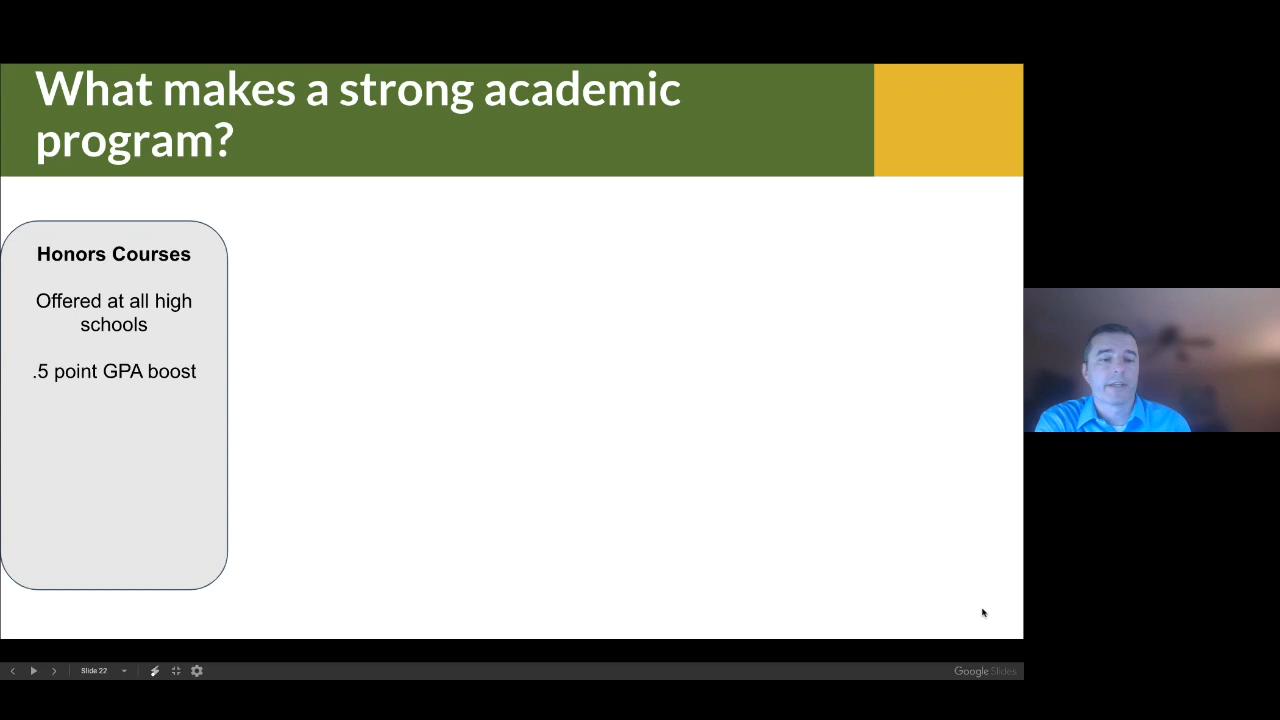 What makes a strong academic
program?
Honors Courses
Offered at all high
schools
.5 point GPA boost
Slide 22
Google Slides